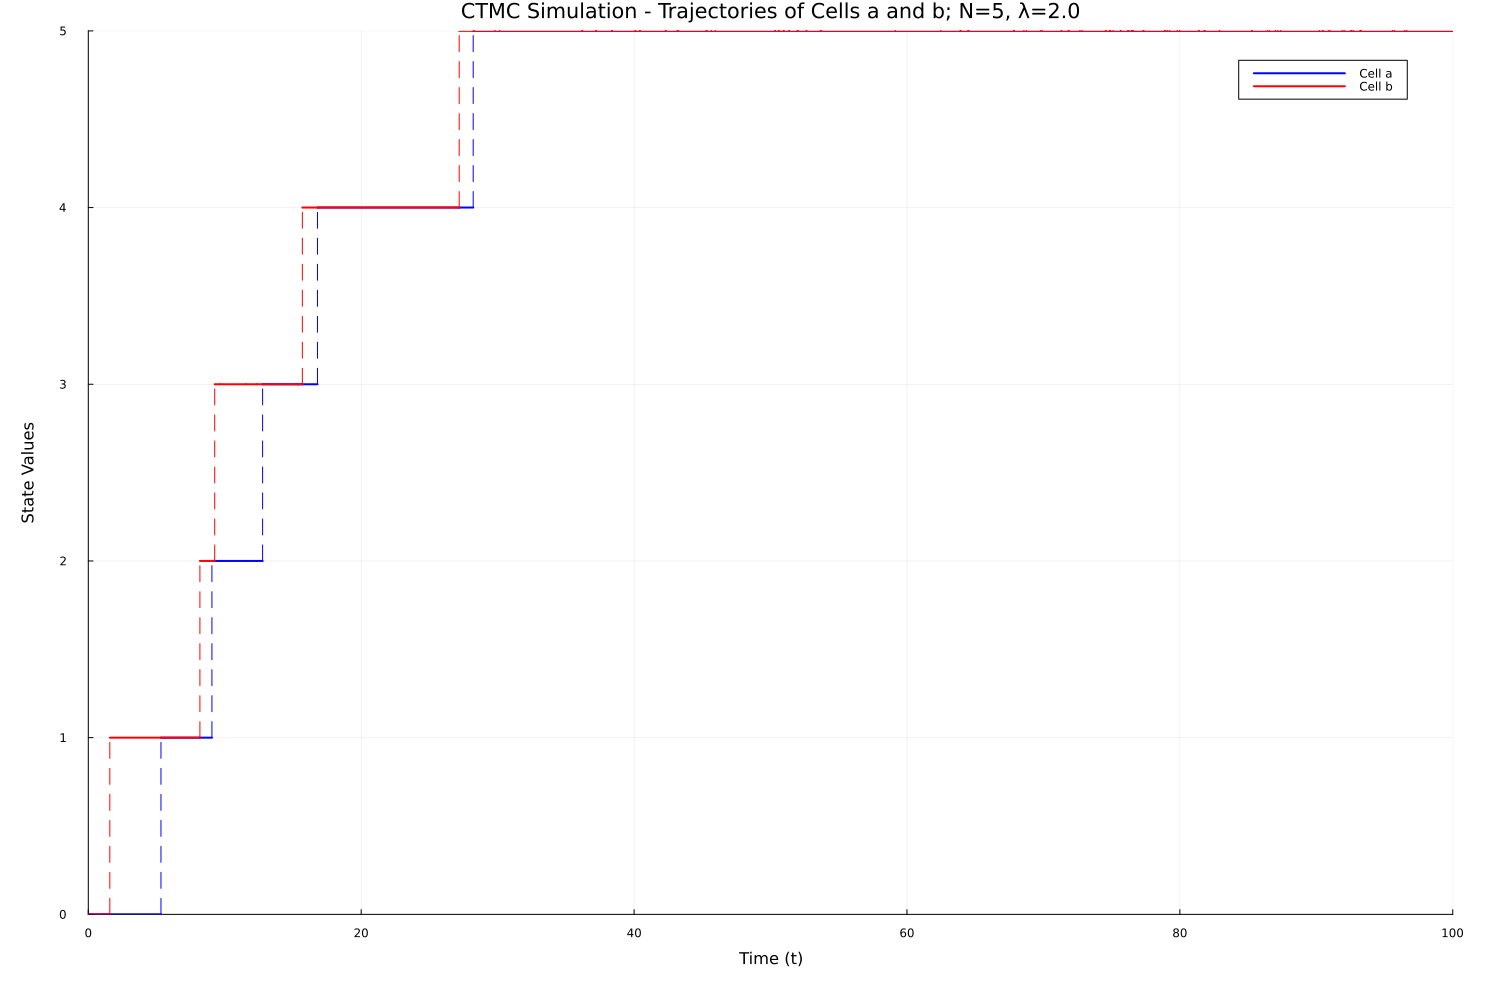 CTMC Simulation - Trajectories of Cells a and b; N=5, λ=2.0
5
Cell a
Cell b
4
3
State Values
2
1
0
0 20 40 60 80 100
Time (t)